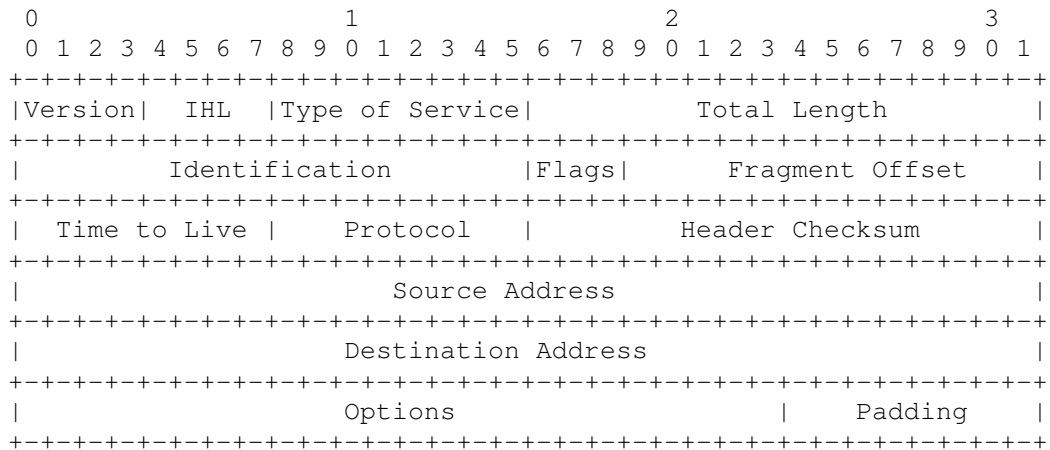 0                   1                   2                   3
0 1 2 3 4 5 6 7 8 9 0 1 2 3 4 5 6 7 8 9 0 1 2 3 4 5 6 7 8 9 0 1
+-+-+-+-+-+-+-+-+-+-+-+-+-+-+-+-+-+-+-+-+-+-+-+-+-+-+-+-+-+-+-+-+
|Version|  IHL  |Type of Service|          Total Length         |
+-+-+-+-+-+-+-+-+-+-+-+-+-+-+-+-+-+-+-+-+-+-+-+-+-+-+-+-+-+-+-+-+
|         Identification        |Flags|      Fragment Offset    |
+-+-+-+-+-+-+-+-+-+-+-+-+-+-+-+-+-+-+-+-+-+-+-+-+-+-+-+-+-+-+-+-+
|  Time to Live |    Protocol   |         Header Checksum       |
+-+-+-+-+-+-+-+-+-+-+-+-+-+-+-+-+-+-+-+-+-+-+-+-+-+-+-+-+-+-+-+-+
|                       Source Address                          |
+-+-+-+-+-+-+-+-+-+-+-+-+-+-+-+-+-+-+-+-+-+-+-+-+-+-+-+-+-+-+-+-+
|                    Destination Address                        |
+-+-+-+-+-+-+-+-+-+-+-+-+-+-+-+-+-+-+-+-+-+-+-+-+-+-+-+-+-+-+-+-+
|                    Options                    |    Padding    |
+-+-+-+-+-+-+-+-+-+-+-+-+-+-+-+-+-+-+-+-+-+-+-+-+-+-+-+-+-+-+-+-+